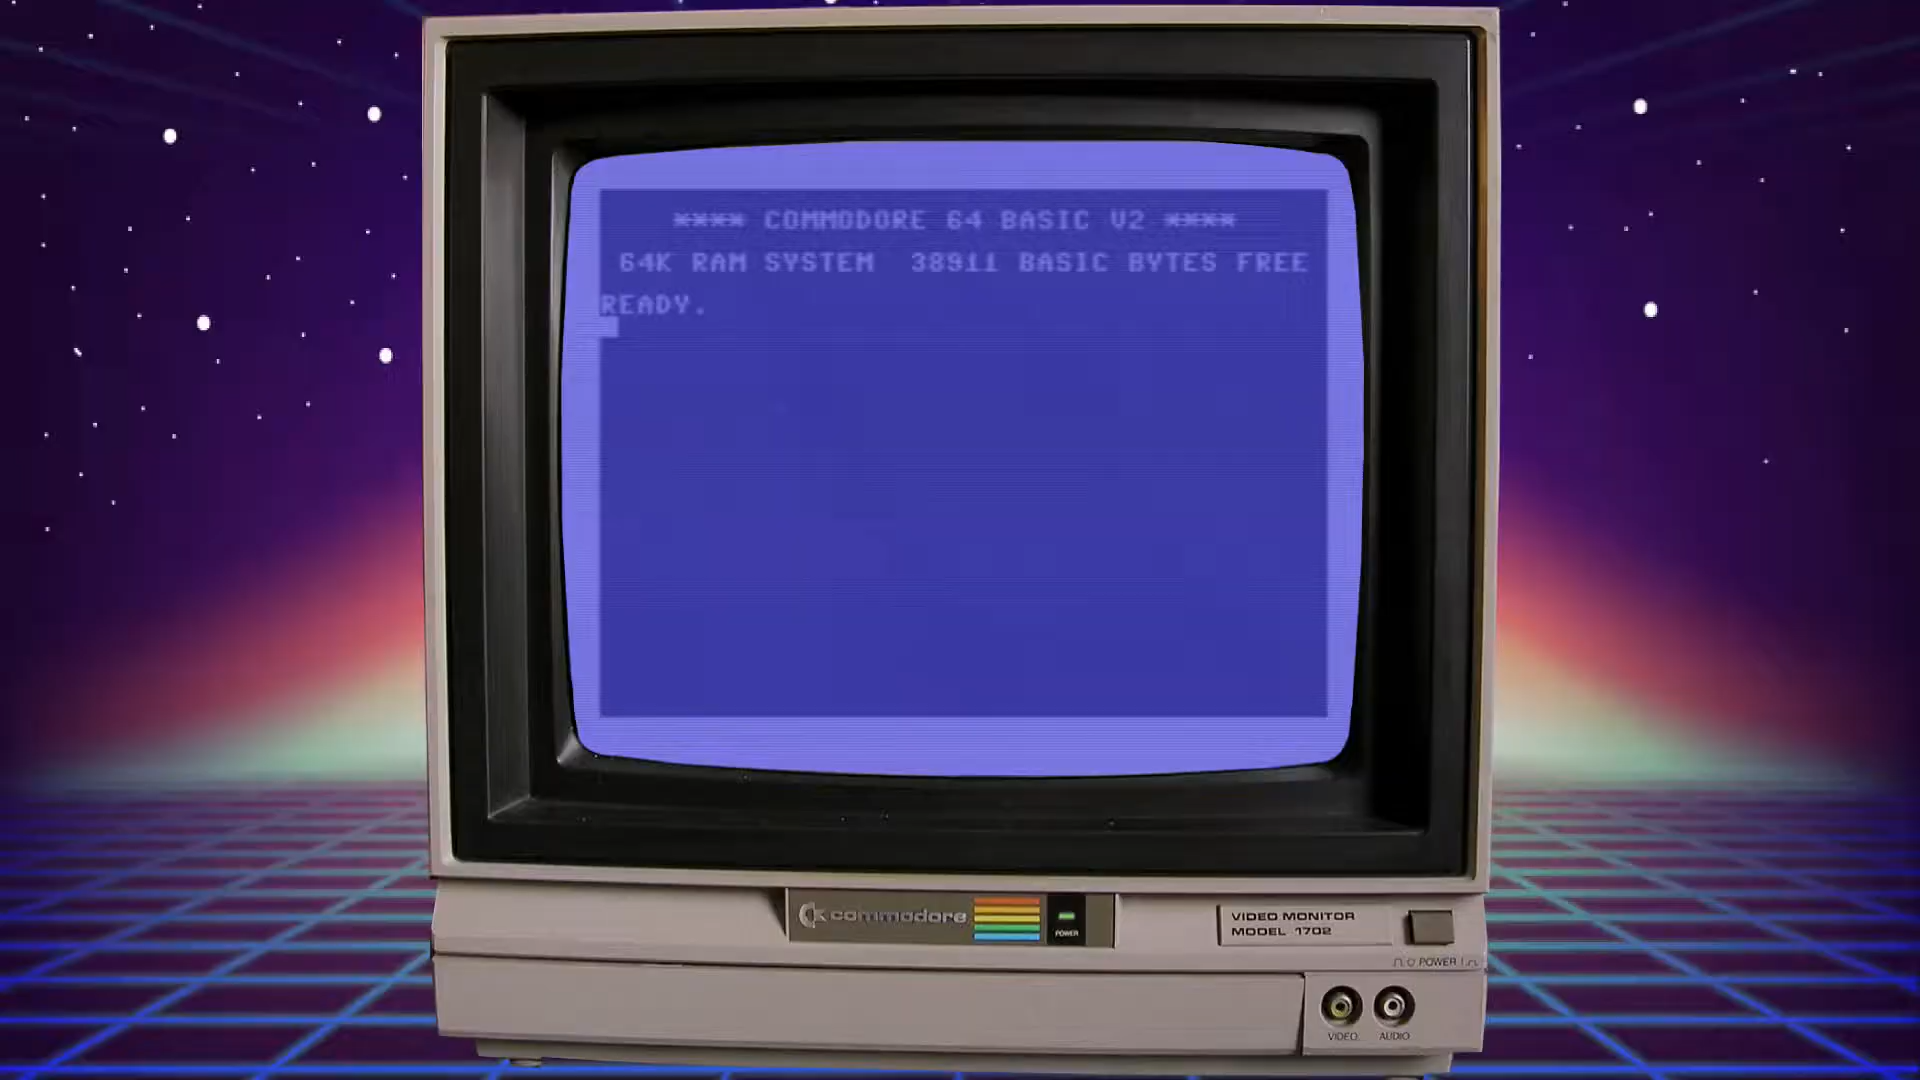 **** COMMODORE 64 BASIC V2 ****
64K RAM SYSTEM  38911 BASIC BYTES FREE
READY.
commodore
POWER
VIDEO MONITOR
MODEL 1702
POWER
VIDEO
AUDIO